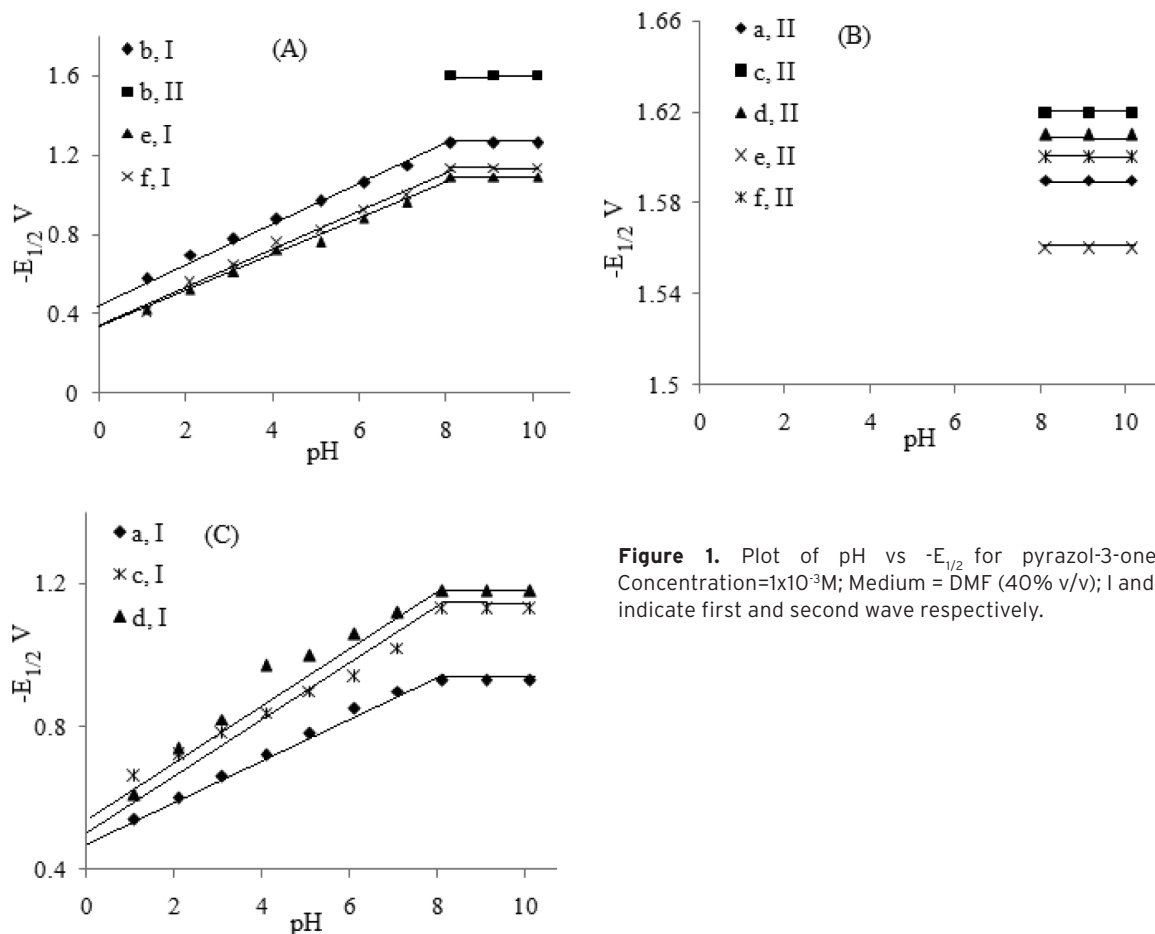 (A)
b, I
b, II
e, I
f, I
1.6
1.2
0.8
0.4
0
-E1/2 V
0 2 4 6 8 10
pH
(B)
a, II
c, II
d, II
e, II
f, II
1.66
1.62
1.58
1.54
1.5
-E1/2 V
0 2 4 6 8 10
pH
(C)
a, I
c, I
d, I
1.2
0.8
0.4
-E1/2 V
0 2 4 6 8 10
pH
Figure 1. Plot of pH vs -E1/2 for pyrazol-3-one
Concentration=1x10-3M; Medium = DMF (40% v/v); I and
indicate first and second wave respectively.